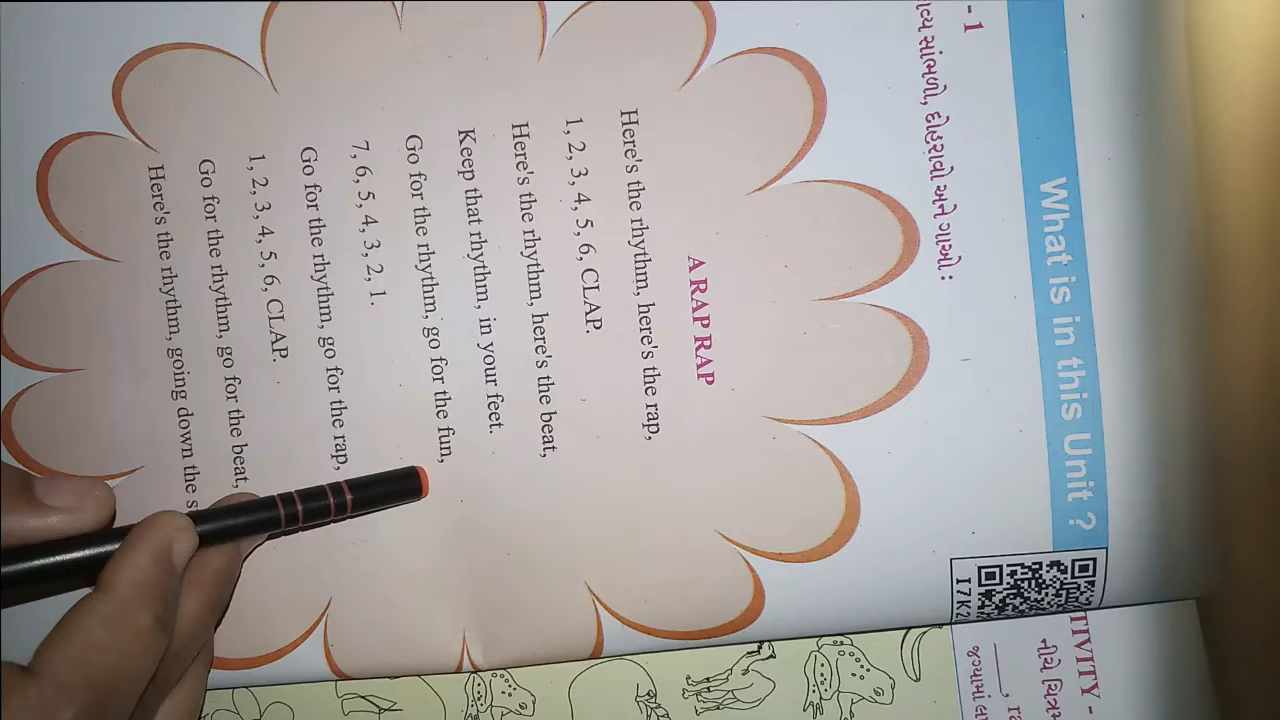 What is in this Unit ?
- 1
સાંભળો, દોહરાવો અને ગાઓ :
A RAP RAP
Here's the rhythm, here's the rap,
1, 2, 3, 4, 5, 6, CLAP.
Here's the rhythm, here's the beat,
Keep that rhythm, in your feet.
Go for the rhythm, go for the fun,
7, 6, 5, 4, 3, 2, 1.
Go for the rhythm, go for the rap,
1, 2, 3, 4, 5, 6, CLAP.
Go for the rhythm, go for the beat,
Here's the rhythm, going down the
I7K2
TIVITY -
નીચે